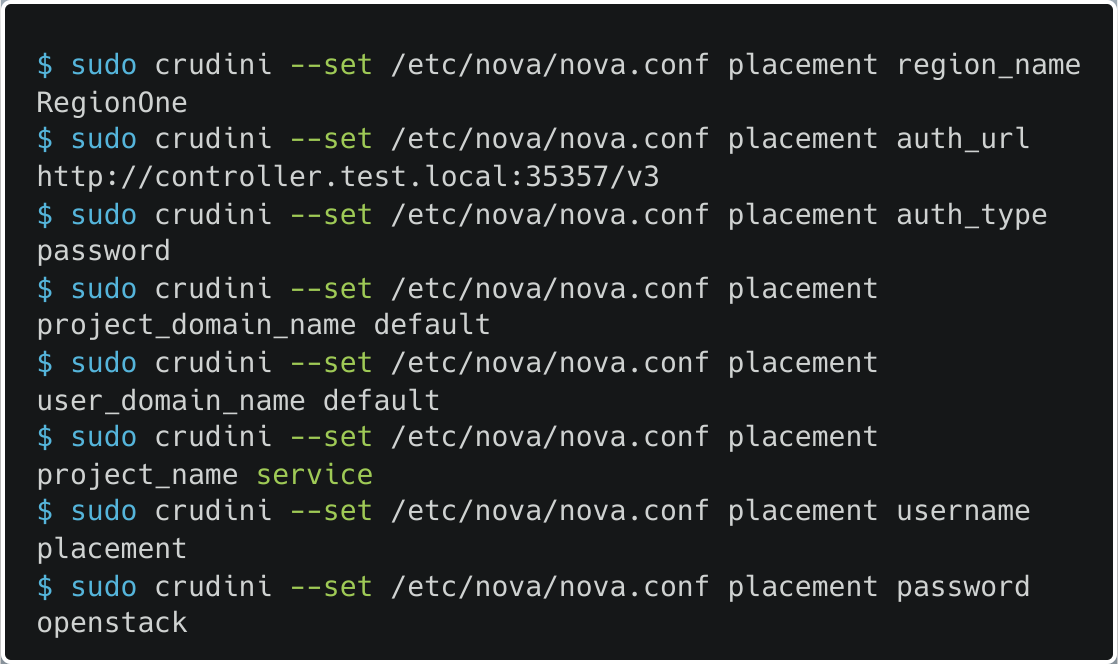 $ sudo crudini --set /etc/nova/nova.conf placement region_name
RegionOne
$ sudo crudini --set /etc/nova/nova.conf placement auth_url
http://controller.test.local:35357/v3
$ sudo crudini --set /etc/nova/nova.conf placement auth_type
password
$ sudo crudini --set /etc/nova/nova.conf placement
project_domain_name default
$ sudo crudini --set /etc/nova/nova.conf placement
user_domain_name default
$ sudo crudini --set /etc/nova/nova.conf placement
project_name service
$ sudo crudini --set /etc/nova/nova.conf placement username
placement
$ sudo crudini --set /etc/nova/nova.conf placement password
openstack